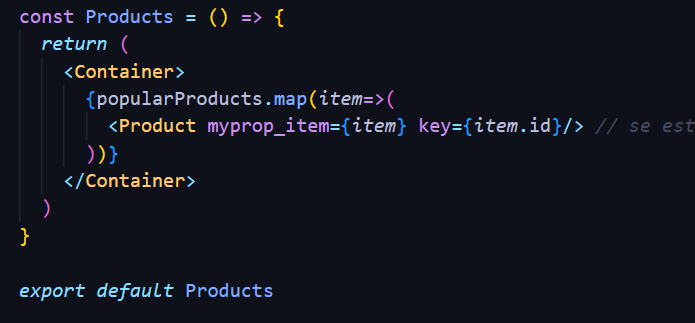 const Products = () => {
return (
<Container>
{popularProducts.map(item=>(
<Product myprop_item={item} key={item.id}/> // se est
))}
</Container>
)
}
export default Products